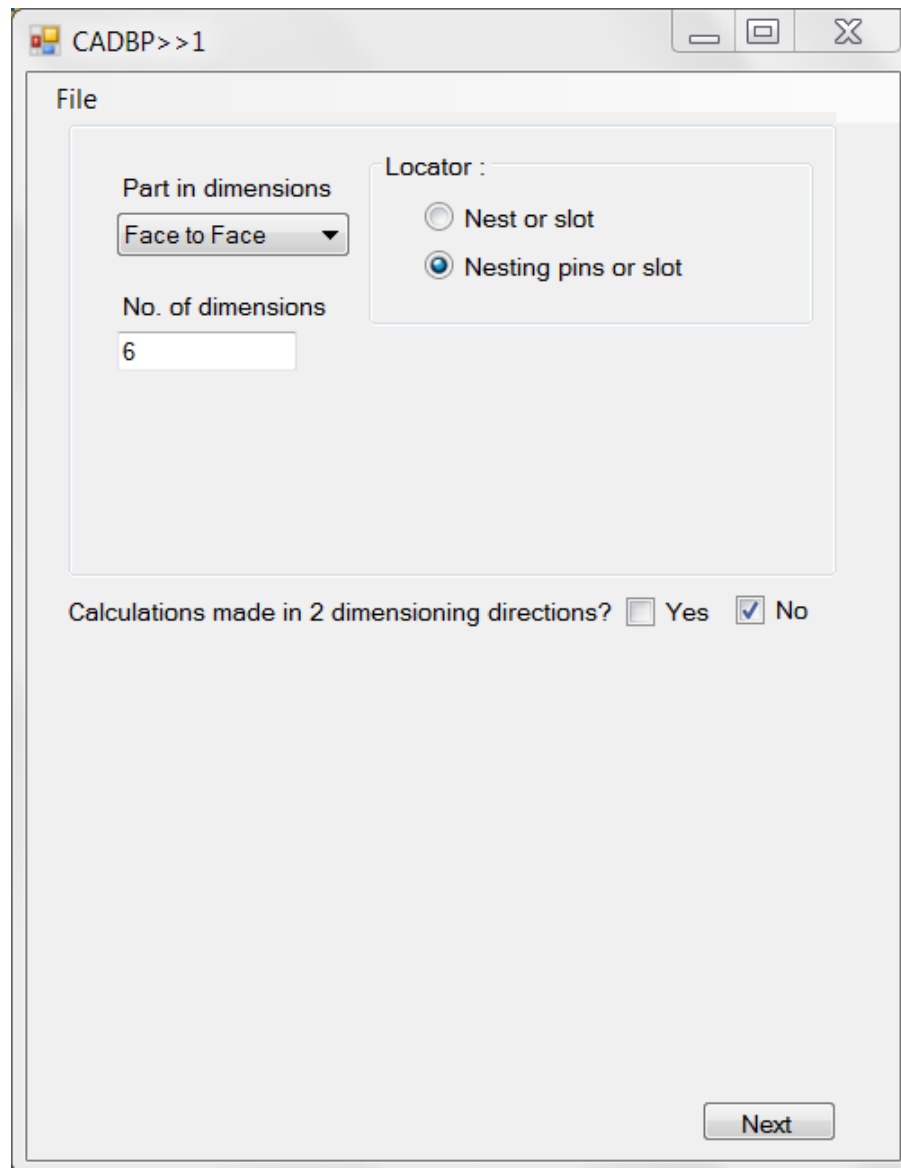 CADBP>>1
File
Part in dimensions
Face to Face
No. of dimensions
6
Locator :
Nest or slot
Nesting pins or slot
Calculations made in 2 dimensioning directions? Yes No
Next